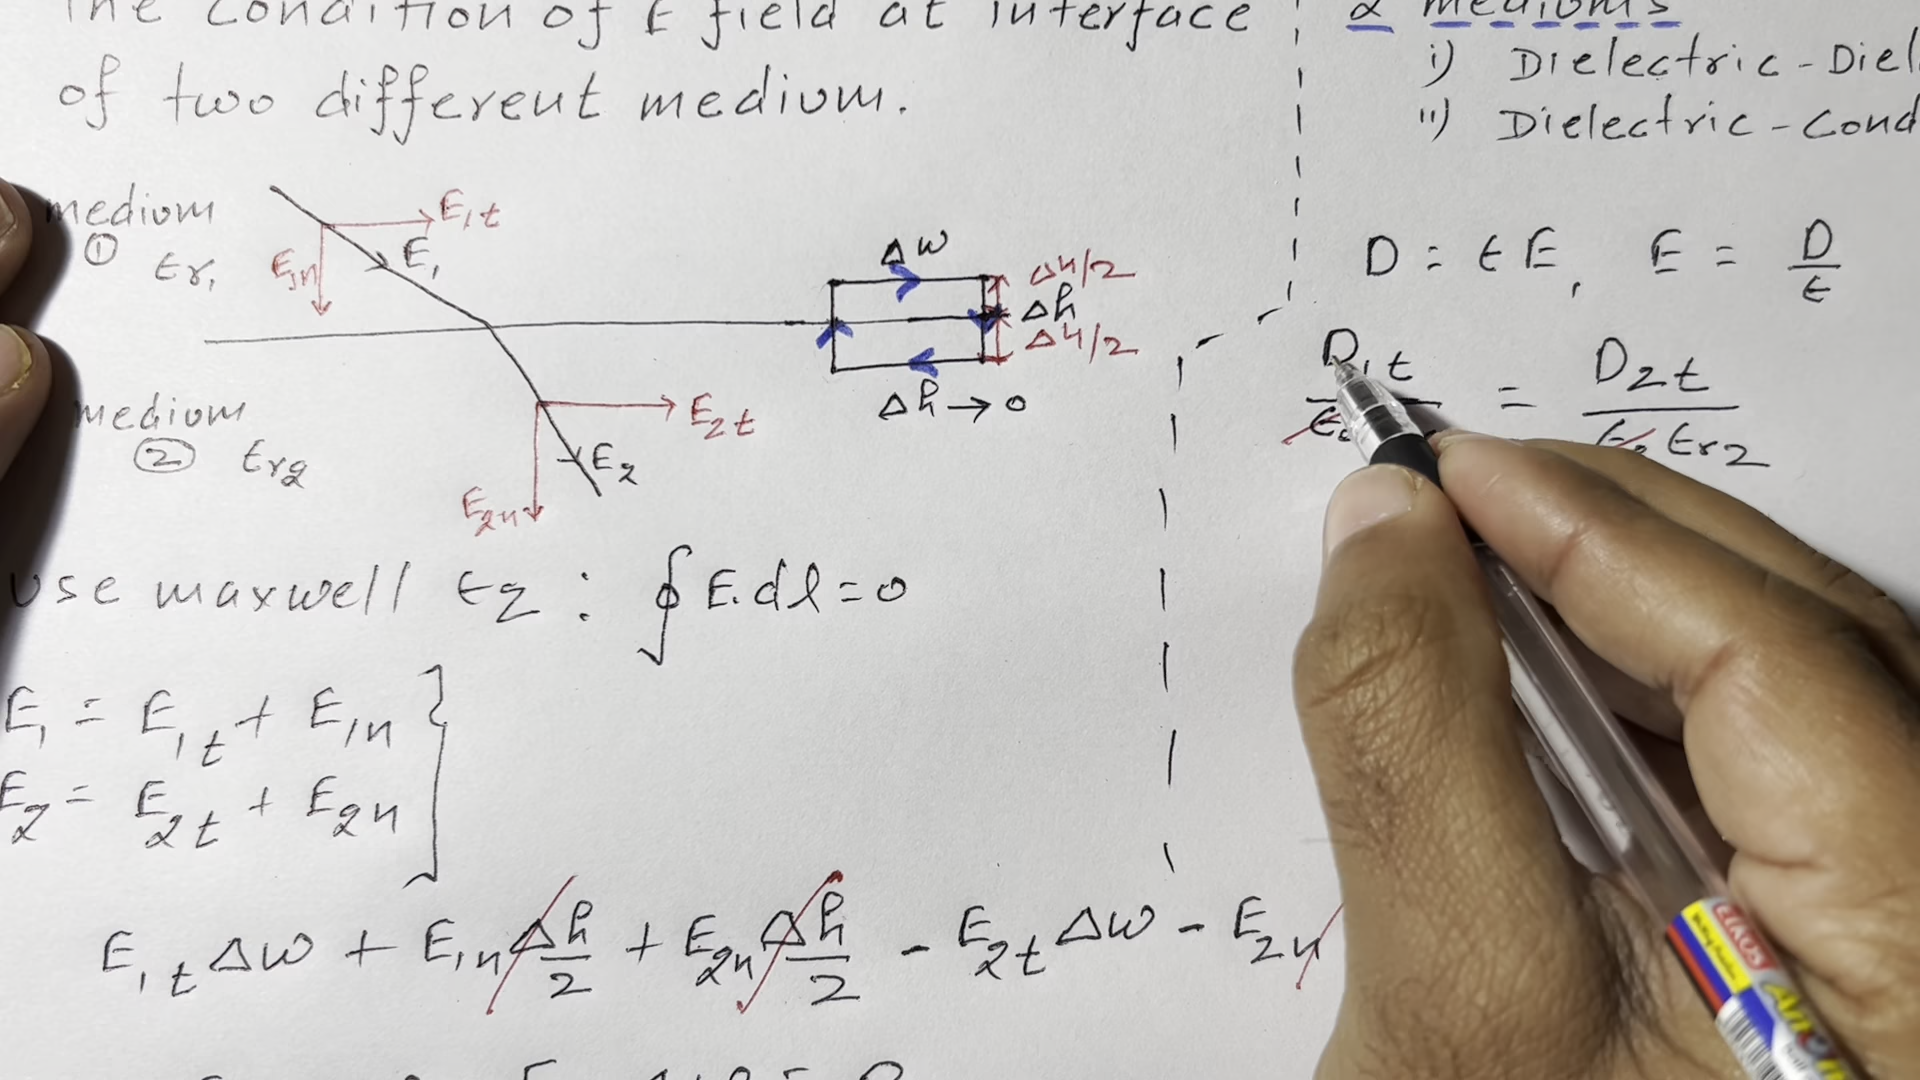 The condition of E field at interface
of two different medium.
medium
①
εr1
E1t
E1n
E1
medium
② εr2
E2t
E2
E2n
Δw
Δh/2
Δh
Δh/2
Δh → 0
use maxwell Eq : ∮ E.dl = 0
E1 = E1t + E1n
E2 = E2t + E2n
E1t Δw + E1n Δh/2 + E2n Δh/2 - E2t Δw - E2n
2 mediums
i) Dielectric - Diel
ii) Dielectric - Cond
D = ε E, E = D/ε
D1t = D2t/ε0 εr2